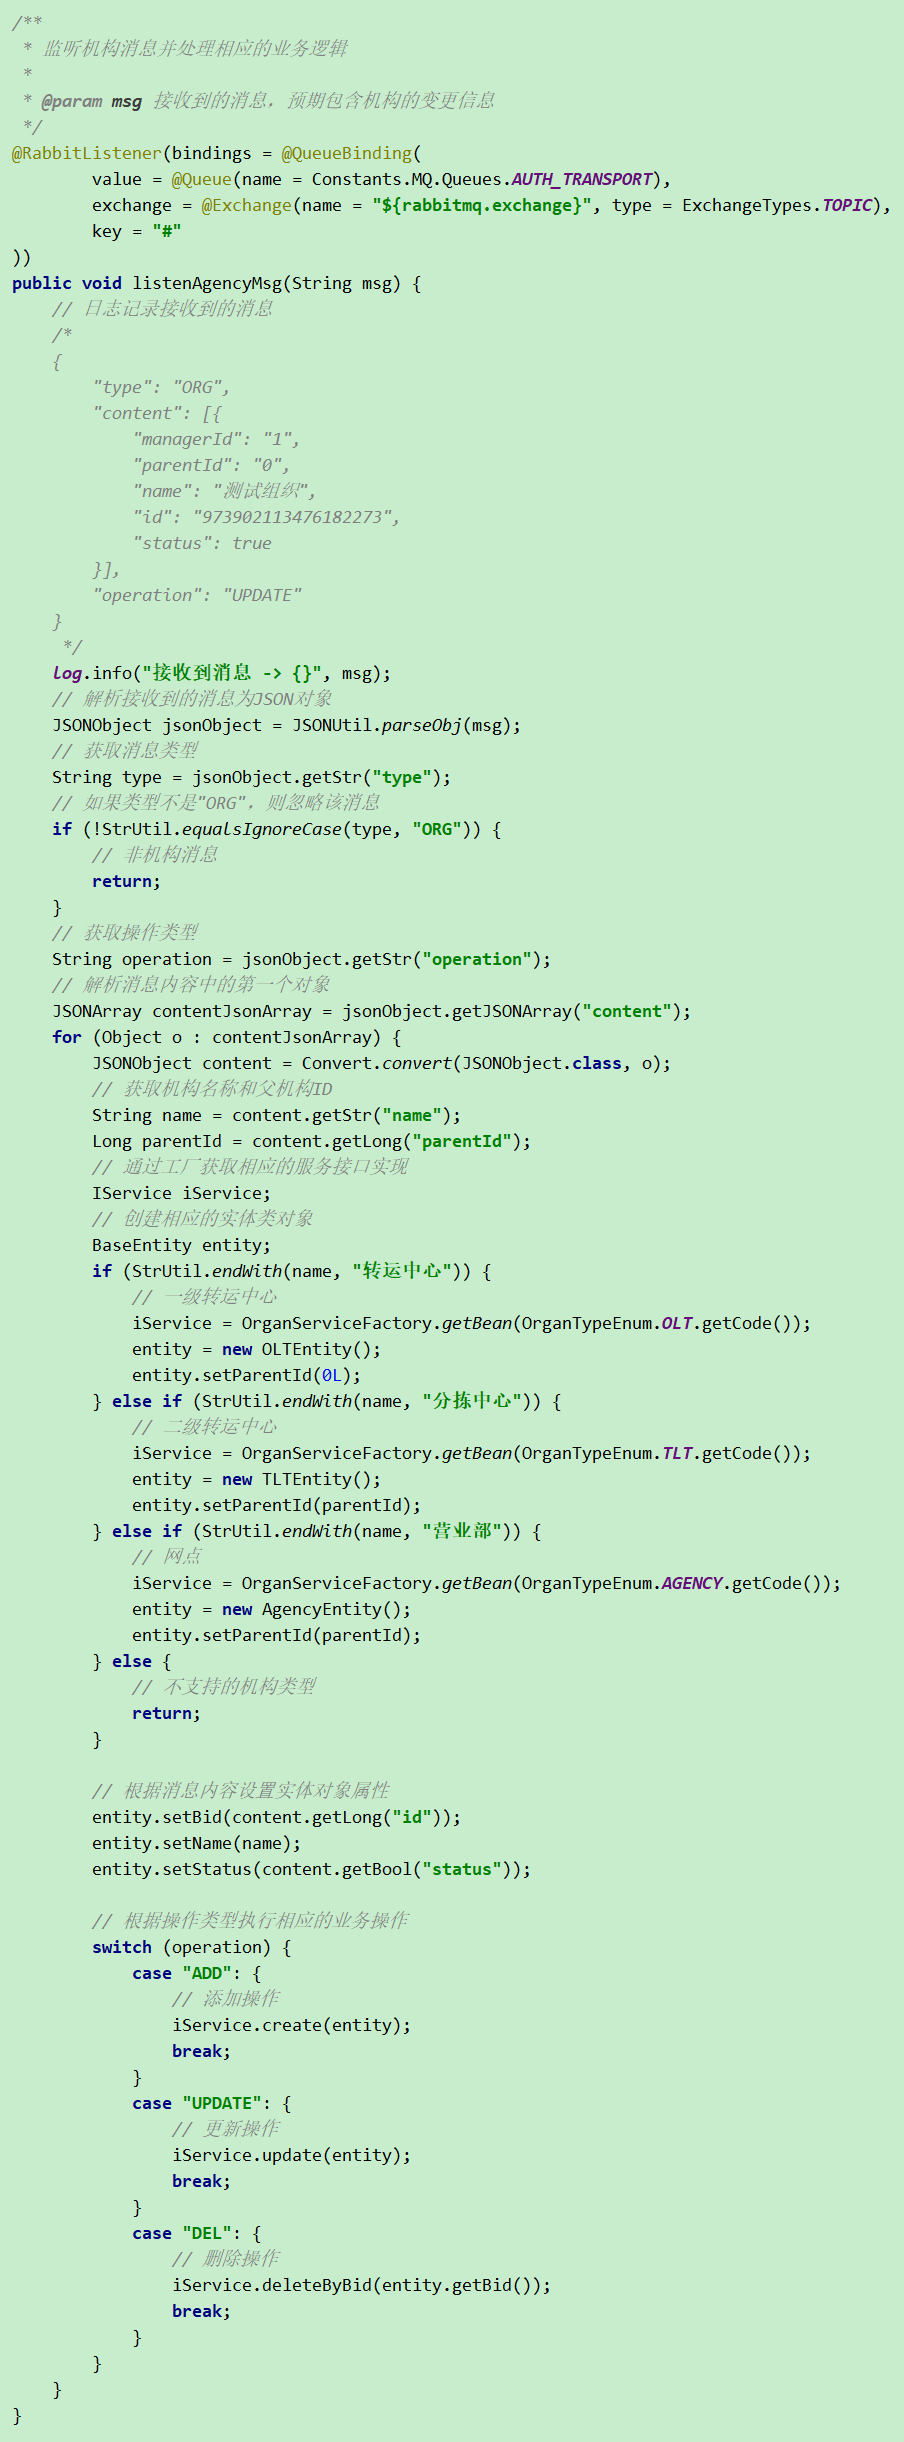 /**
 * 监听机构消息并处理相应的业务逻辑
 *
 * @param msg 接收到的消息，预期包含机构的变更信息
 */
@RabbitListener(bindings = @QueueBinding(
        value = @Queue(name = Constants.MQ.Queues.AUTH_TRANSPORT),
        exchange = @Exchange(name = "${rabbitmq.exchange}", type = ExchangeTypes.TOPIC),
        key = "#"
))
public void listenAgencyMsg(String msg) {
    // 日志记录接收到的消息
    /*
    {
        "type": "ORG",
        "content": [{
            "managerId": "1",
            "parentId": "0",
            "name": "测试组织",
            "id": "973902113476182273",
            "status": true
        }],
        "operation": "UPDATE"
    }
     */
    log.info("接收到消息 -> {}", msg);
    // 解析接收到的消息为JSON对象
    JSONObject jsonObject = JSONUtil.parseObj(msg);
    // 获取消息类型
    String type = jsonObject.getStr("type");
    // 如果类型不是"ORG"，则忽略该消息
    if (!StrUtil.equalsIgnoreCase(type, "ORG")) {
        // 非机构消息
        return;
    }
    // 获取操作类型
    String operation = jsonObject.getStr("operation");
    // 解析消息内容中的第一个对象
    JSONArray contentJsonArray = jsonObject.getJSONArray("content");
    for (Object o : contentJsonArray) {
        JSONObject content = Convert.convert(JSONObject.class, o);
        // 获取机构名称和父机构ID
        String name = content.getStr("name");
        Long parentId = content.getLong("parentId");
        // 通过工厂获取相应的服务接口实现
        IService iService;
        // 创建相应的实体类对象
        BaseEntity entity;
        if (StrUtil.endWith(name, "转运中心")) {
            // 一级转运中心
            iService = OrganServiceFactory.getBean(OrganTypeEnum.OLT.getCode());
            entity = new OLTEntity();
            entity.setParentId(0L);
        } else if (StrUtil.endWith(name, "分拣中心")) {
            // 二级转运中心
            iService = OrganServiceFactory.getBean(OrganTypeEnum.TLT.getCode());
            entity = new TLTEntity();
            entity.setParentId(parentId);
        } else if (StrUtil.endWith(name, "营业部")) {
            // 网点
            iService = OrganServiceFactory.getBean(OrganTypeEnum.AGENCY.getCode());
            entity = new AgencyEntity();
            entity.setParentId(parentId);
        } else {
            // 不支持的机构类型
            return;
        }

        // 根据消息内容设置实体对象属性
        entity.setBid(content.getLong("id"));
        entity.setName(name);
        entity.setStatus(content.getBool("status"));

        // 根据操作类型执行相应的业务操作
        switch (operation) {
            case "ADD": {
                // 添加操作
                iService.create(entity);
                break;
            }
            case "UPDATE": {
                // 更新操作
                iService.update(entity);
                break;
            }
            case "DEL": {
                // 删除操作
                iService.deleteByBid(entity.getBid());
                break;
            }
        }
    }
}